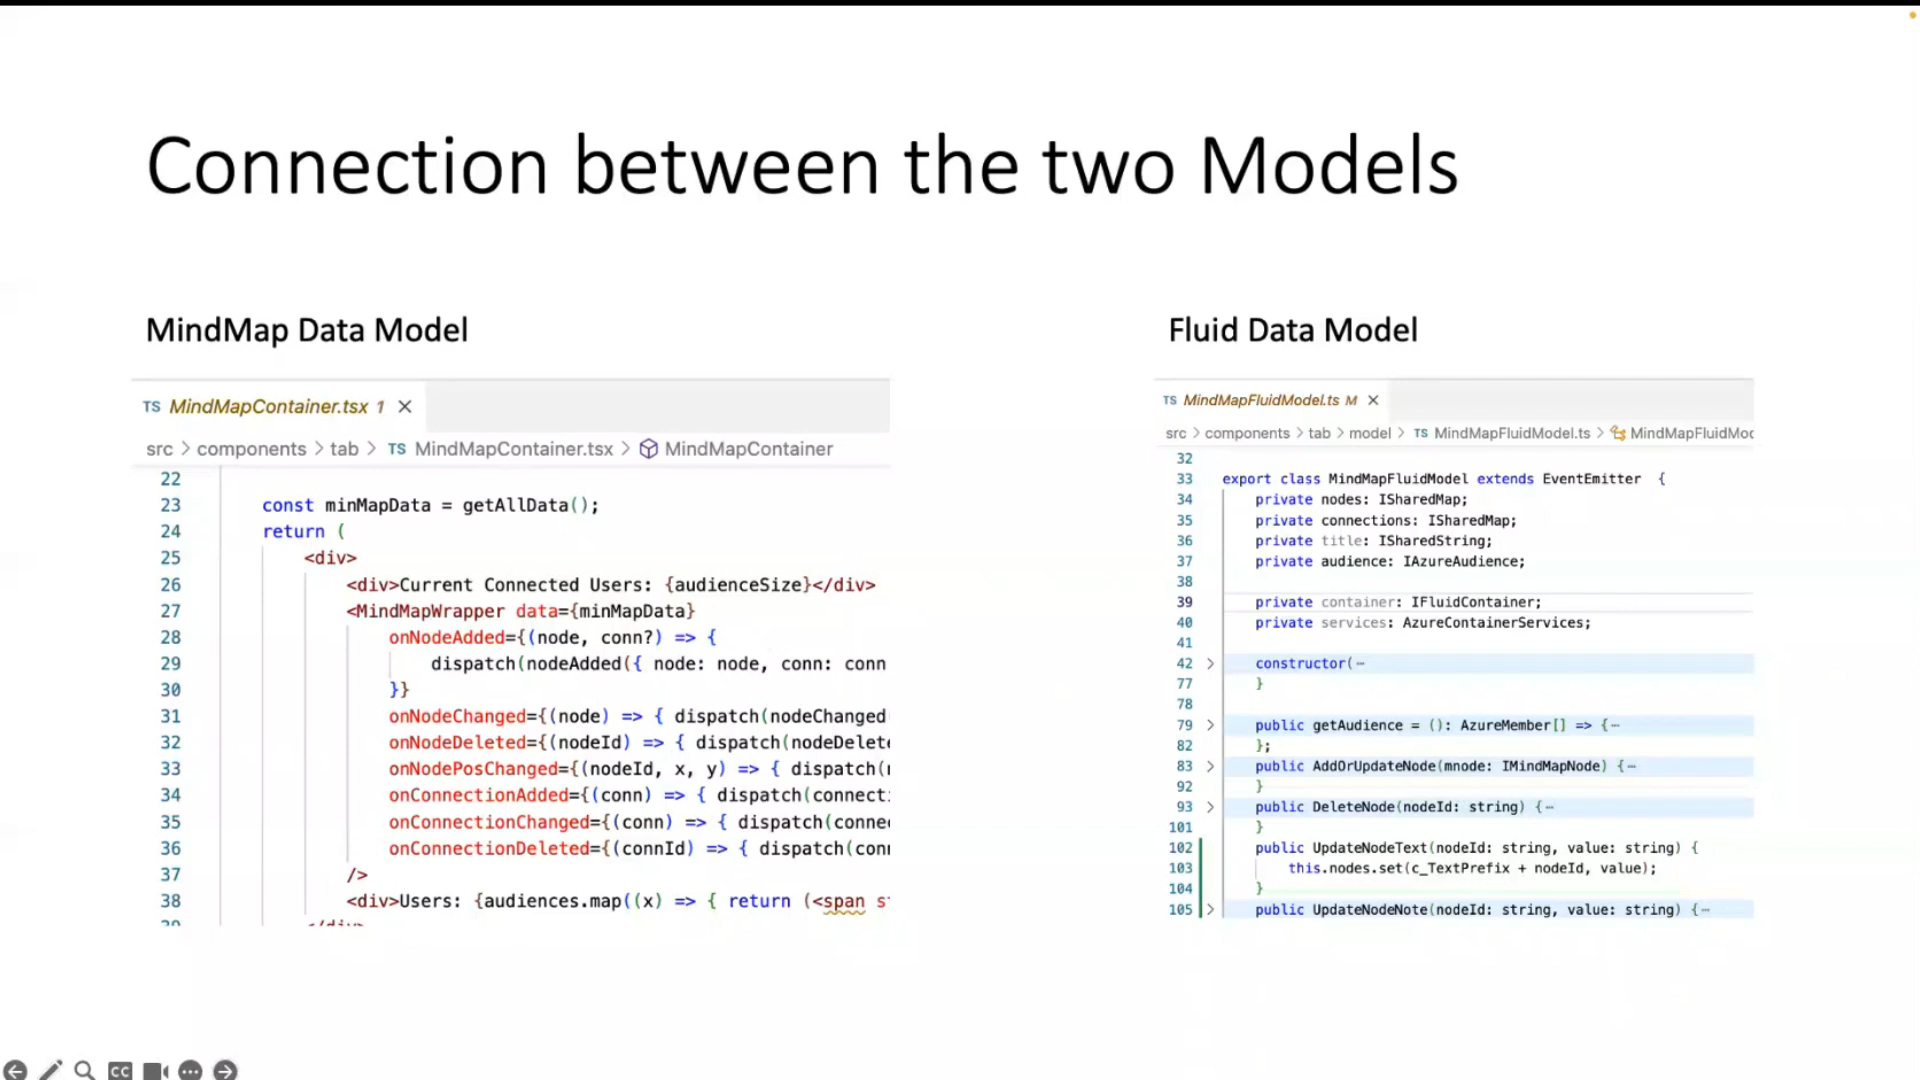 Connection between the two Models
MindMap Data Model
TS MindMapContainer.tsx 1 ×
src > components > tab > TS MindMapContainer.tsx > MindMapContainer
22
23 const minMapData = getAllData();
24 return (
25 <div>
26 <div>Current Connected Users: {audienceSize}</div>
27 <MindMapWrapper data={minMapData}
28 onNodeAdded={(node, conn?) => {
29 dispatch(nodeAdded({ node: node, conn: conn
30 }}
31 onNodeChanged={(node) => { dispatch(nodeChanged
32 onNodeDeleted={(nodeId) => { dispatch(nodeDelete
33 onNodePosChanged={(nodeId, x, y) => { dispatch(
34 onConnectionAdded={(conn) => { dispatch(connect
35 onConnectionChanged={(conn) => { dispatch(conne
36 onConnectionDeleted={(connId) => { dispatch(con
37 />
38 <div>Users: {audiences.map((x) => { return (<span s
Fluid Data Model
TS MindMapFluidModel.ts M ×
src > components > tab > model > TS MindMapFluidModel.ts > MindMapFluidMod
32
33 export class MindMapFluidModel extends EventEmitter {
34 private nodes: ISharedMap;
35 private connections: ISharedMap;
36 private title: ISharedString;
37 private audience: IAzureAudience;
38
39 private container: IFluidContainer;
40 private services: AzureContainerServices;
41
42 > constructor(⋯
77 }
78
79 > public getAudience = (): AzureMember[] => {⋯
82 };
83 > public AddOrUpdateNode(mnode: IMindMapNode) {⋯
92 }
93 > public DeleteNode(nodeId: string) {⋯
101 }
102 public UpdateNodeText(nodeId: string, value: string) {
103 this.nodes.set(c_TextPrefix + nodeId, value);
104 }
105 > public UpdateNodeNote(nodeId: string, value: string) {⋯
CC